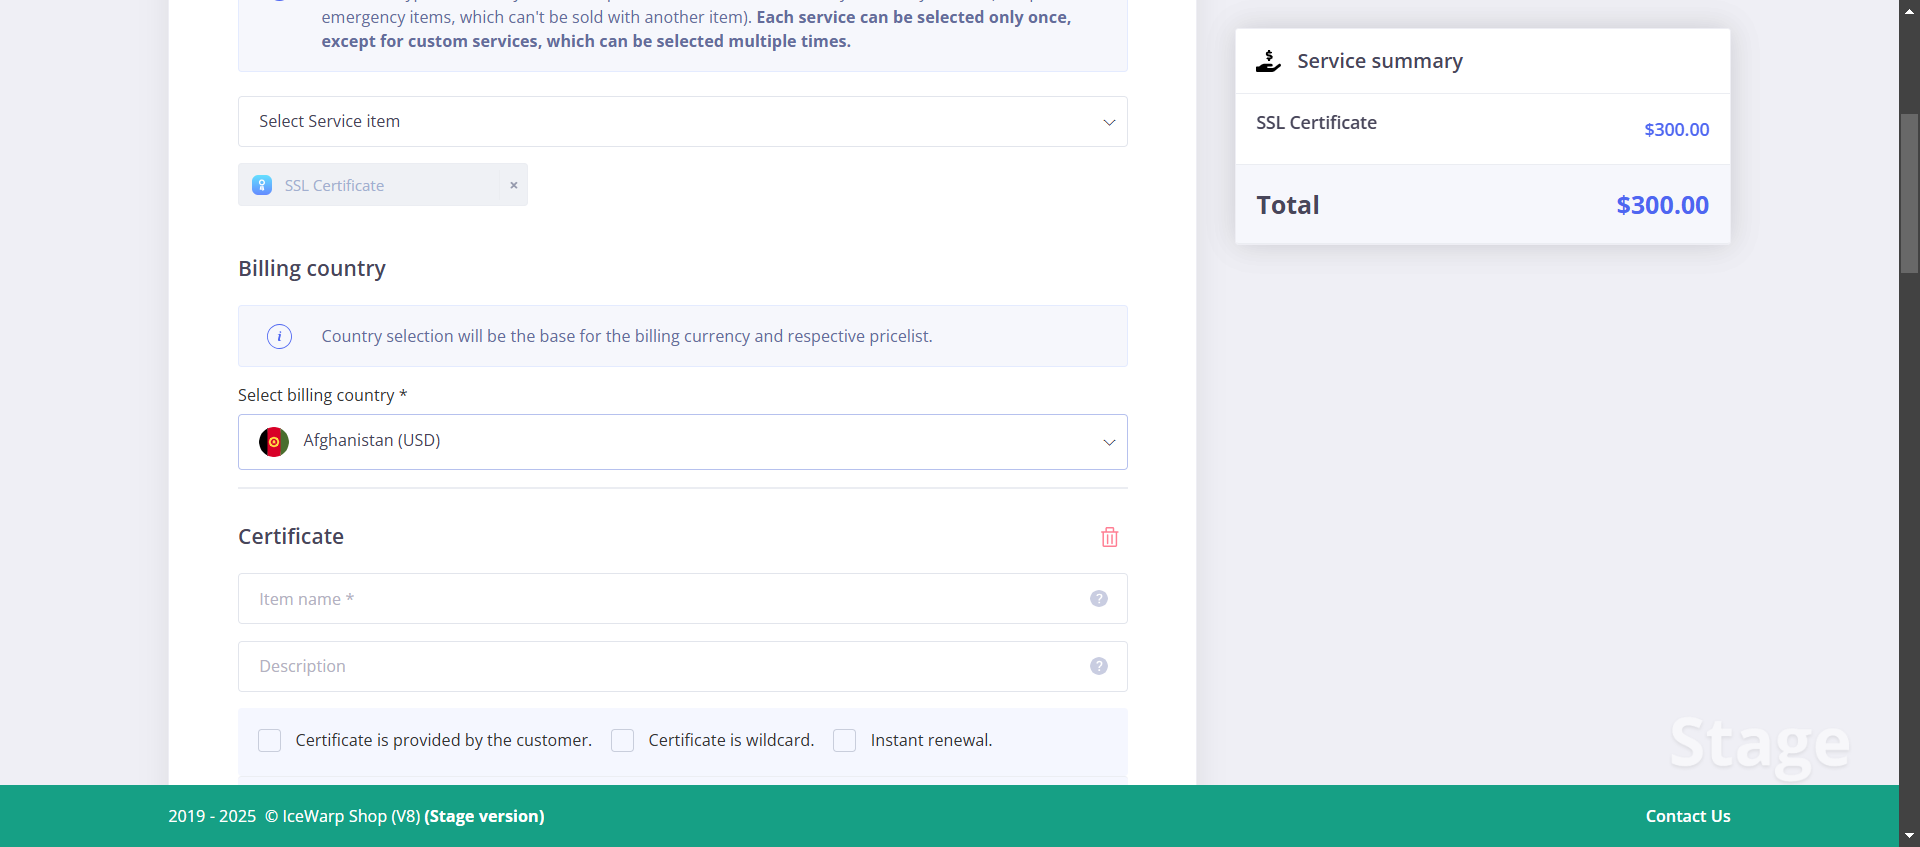 emergency items, which can't be sold with another item). Each service can be selected only once,
except for custom services, which can be selected multiple times.
Select Service item
SSL Certificate ×
Billing country
i Country selection will be the base for the billing currency and respective pricelist.
Select billing country *
Afghanistan (USD)
Certificate
Item name * ?
Description ?
Certificate is provided by the customer. Certificate is wildcard. Instant renewal.
Service summary
SSL Certificate $300.00
Total $300.00
Stage
2019 - 2025 © IceWarp Shop (V8) (Stage version) Contact Us